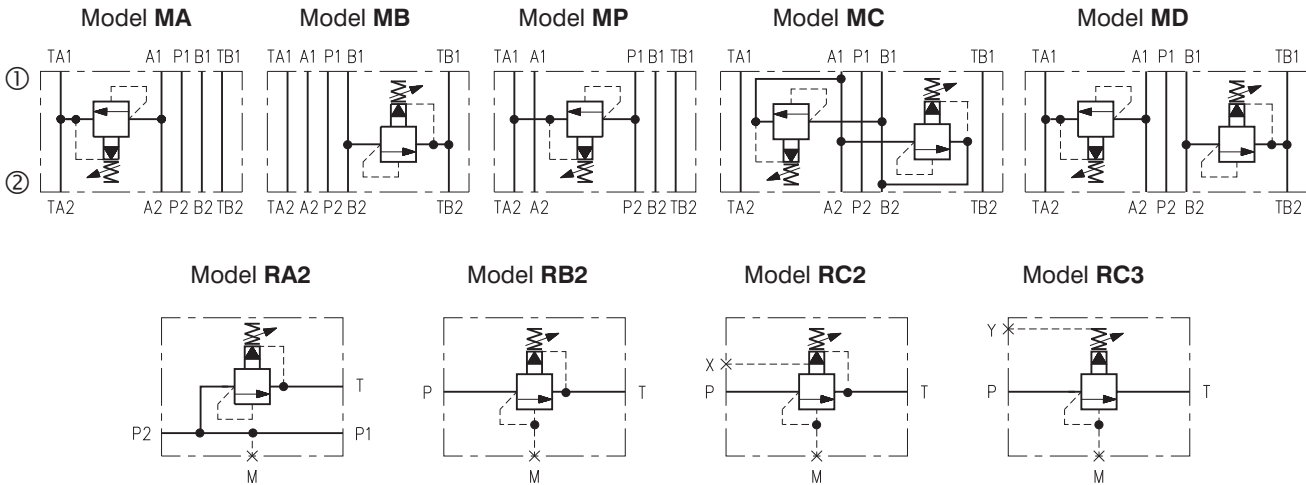 Model MA Model MB Model MP Model MC Model MD
TA1 A1 P1 B1 TB1 TA1 A1 P1 B1 TB1 TA1 A1 P1 B1 TB1 TA1 A1 P1 B1 TB1 TA1 A1 P1 B1 TB1
①
②
TA2 A2 P2 B2 TB2 TA2 A2 P2 B2 TB2 TA2 A2 P2 B2 TB2 TA2 A2 P2 B2 TB2 TA2 A2 P2 B2 TB2
Model RA2 Model RB2 Model RC2 Model RC3
Y
X
T P T P T P T
P2 P1
M M M M